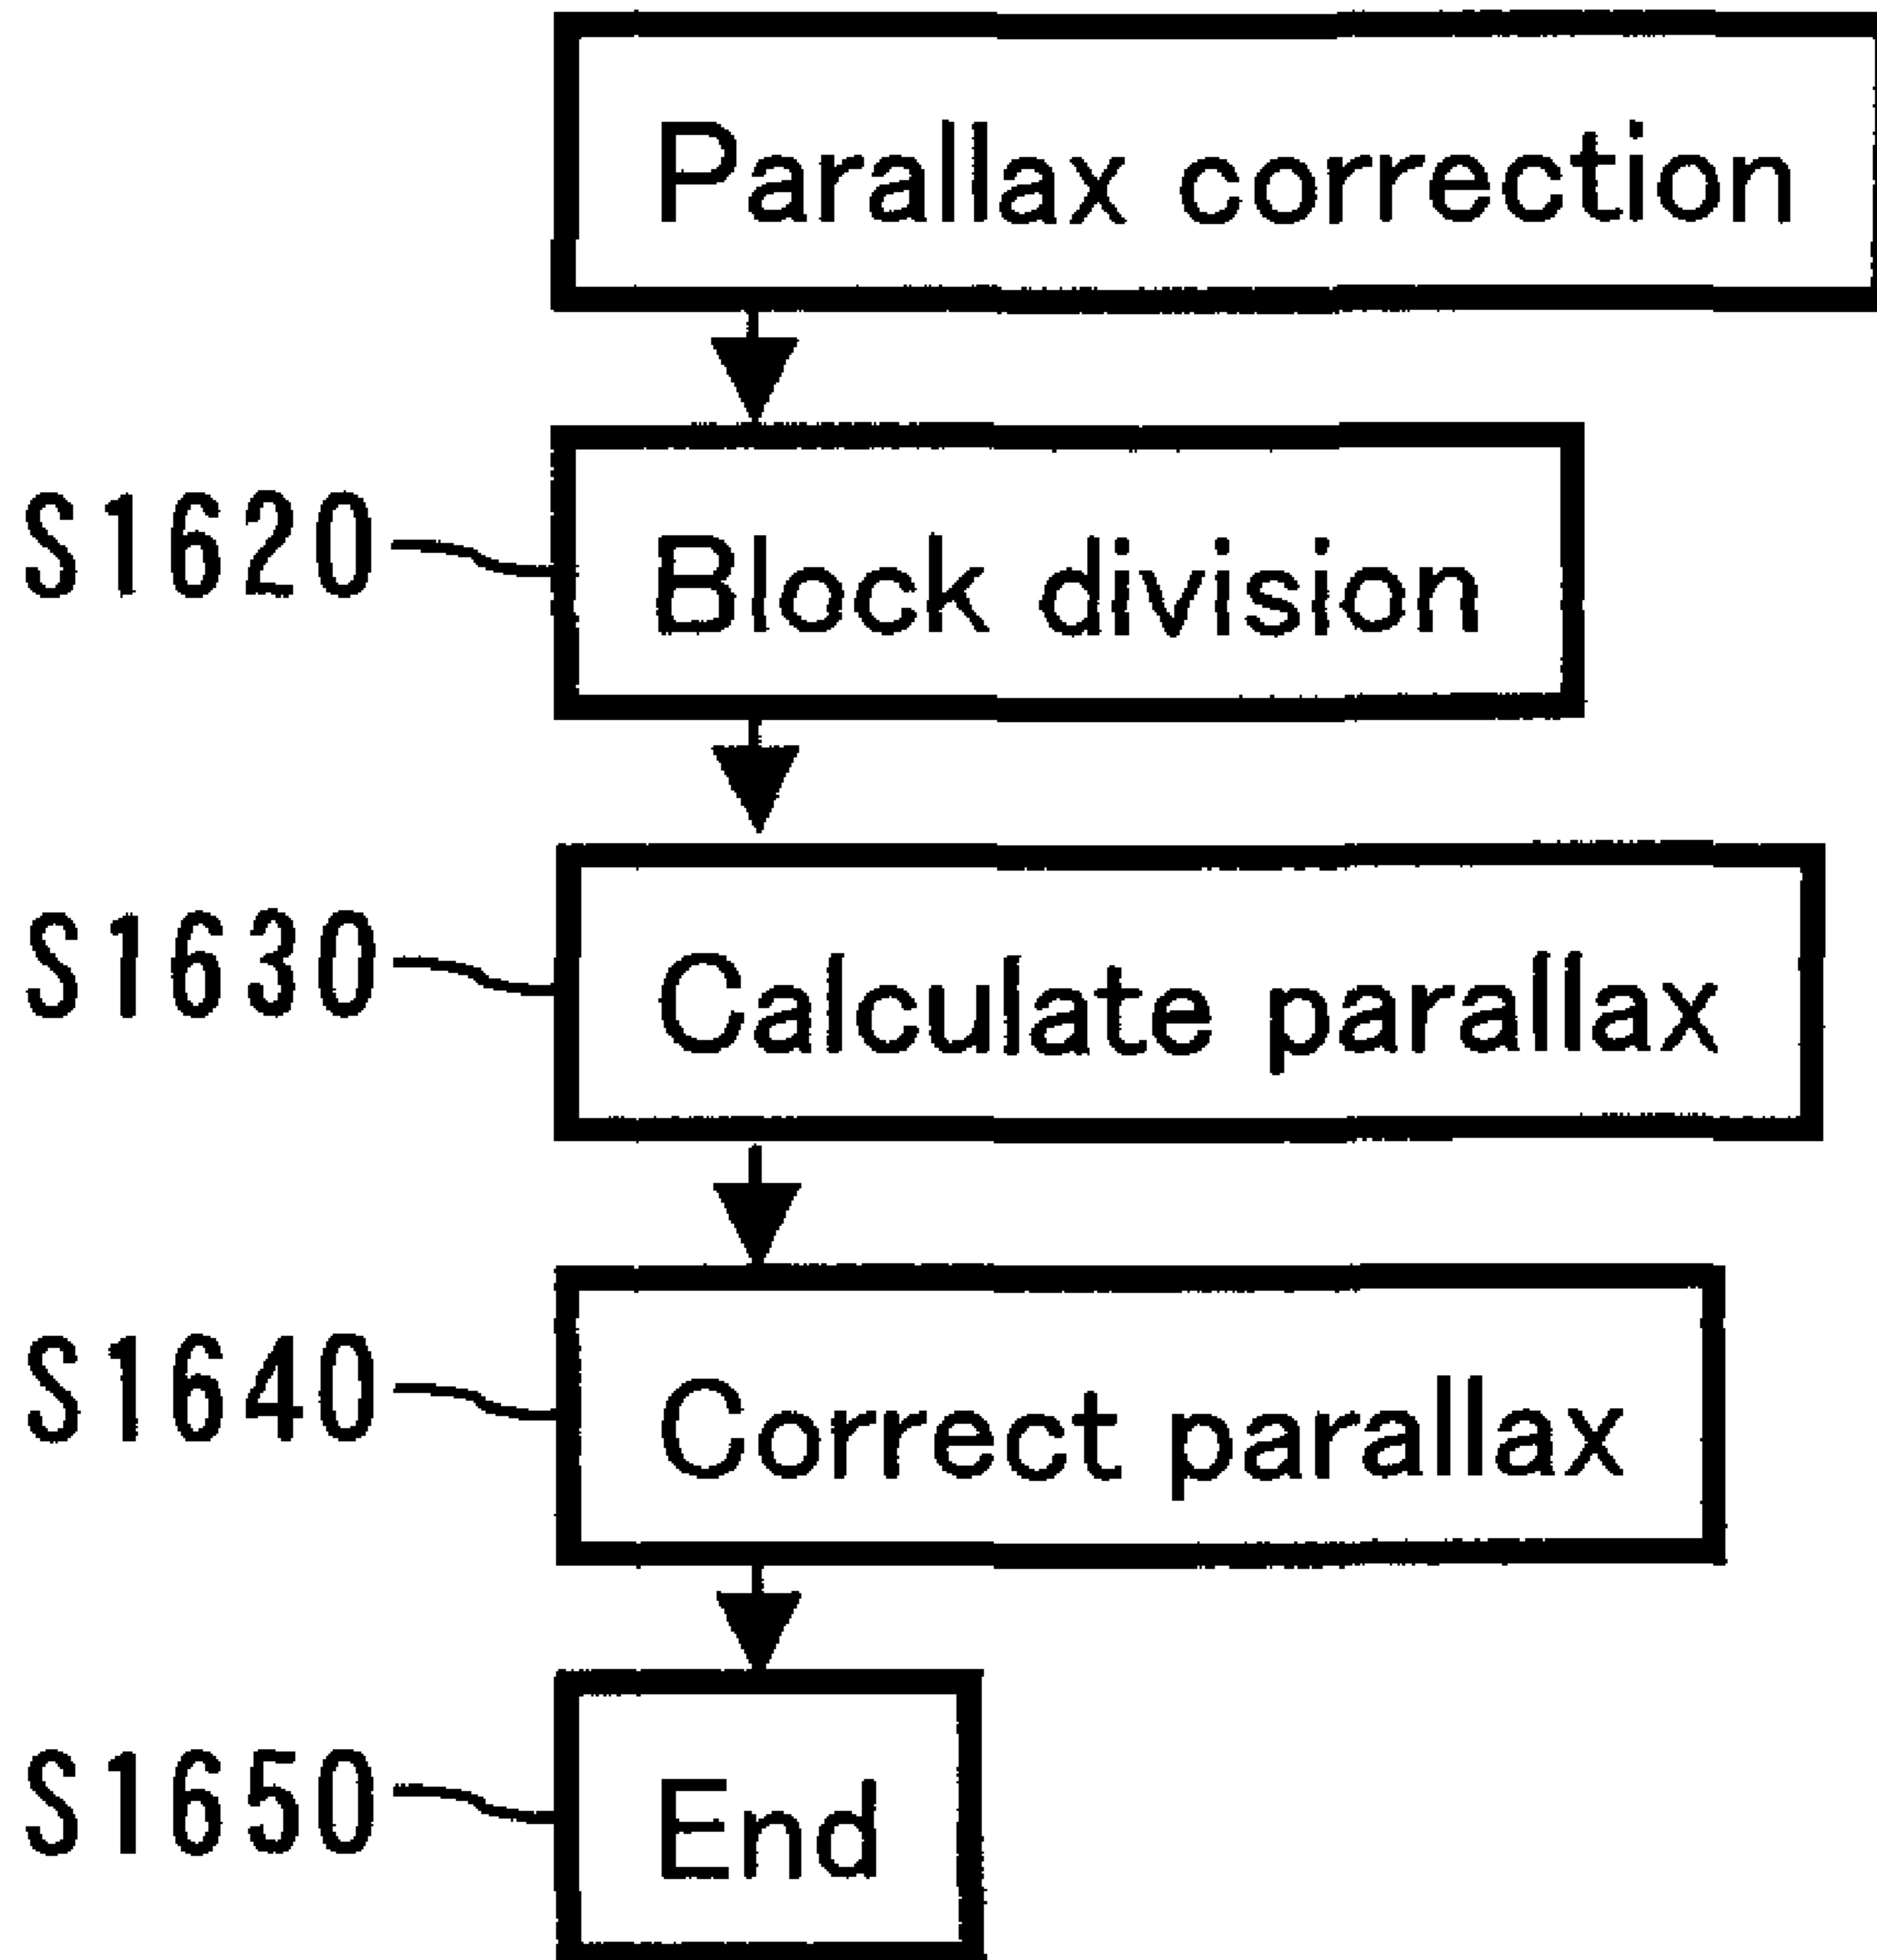 Parallax correction
S1620 Block division
S1630 Calculate parallax
S1640 Correct parallax
S1650 End